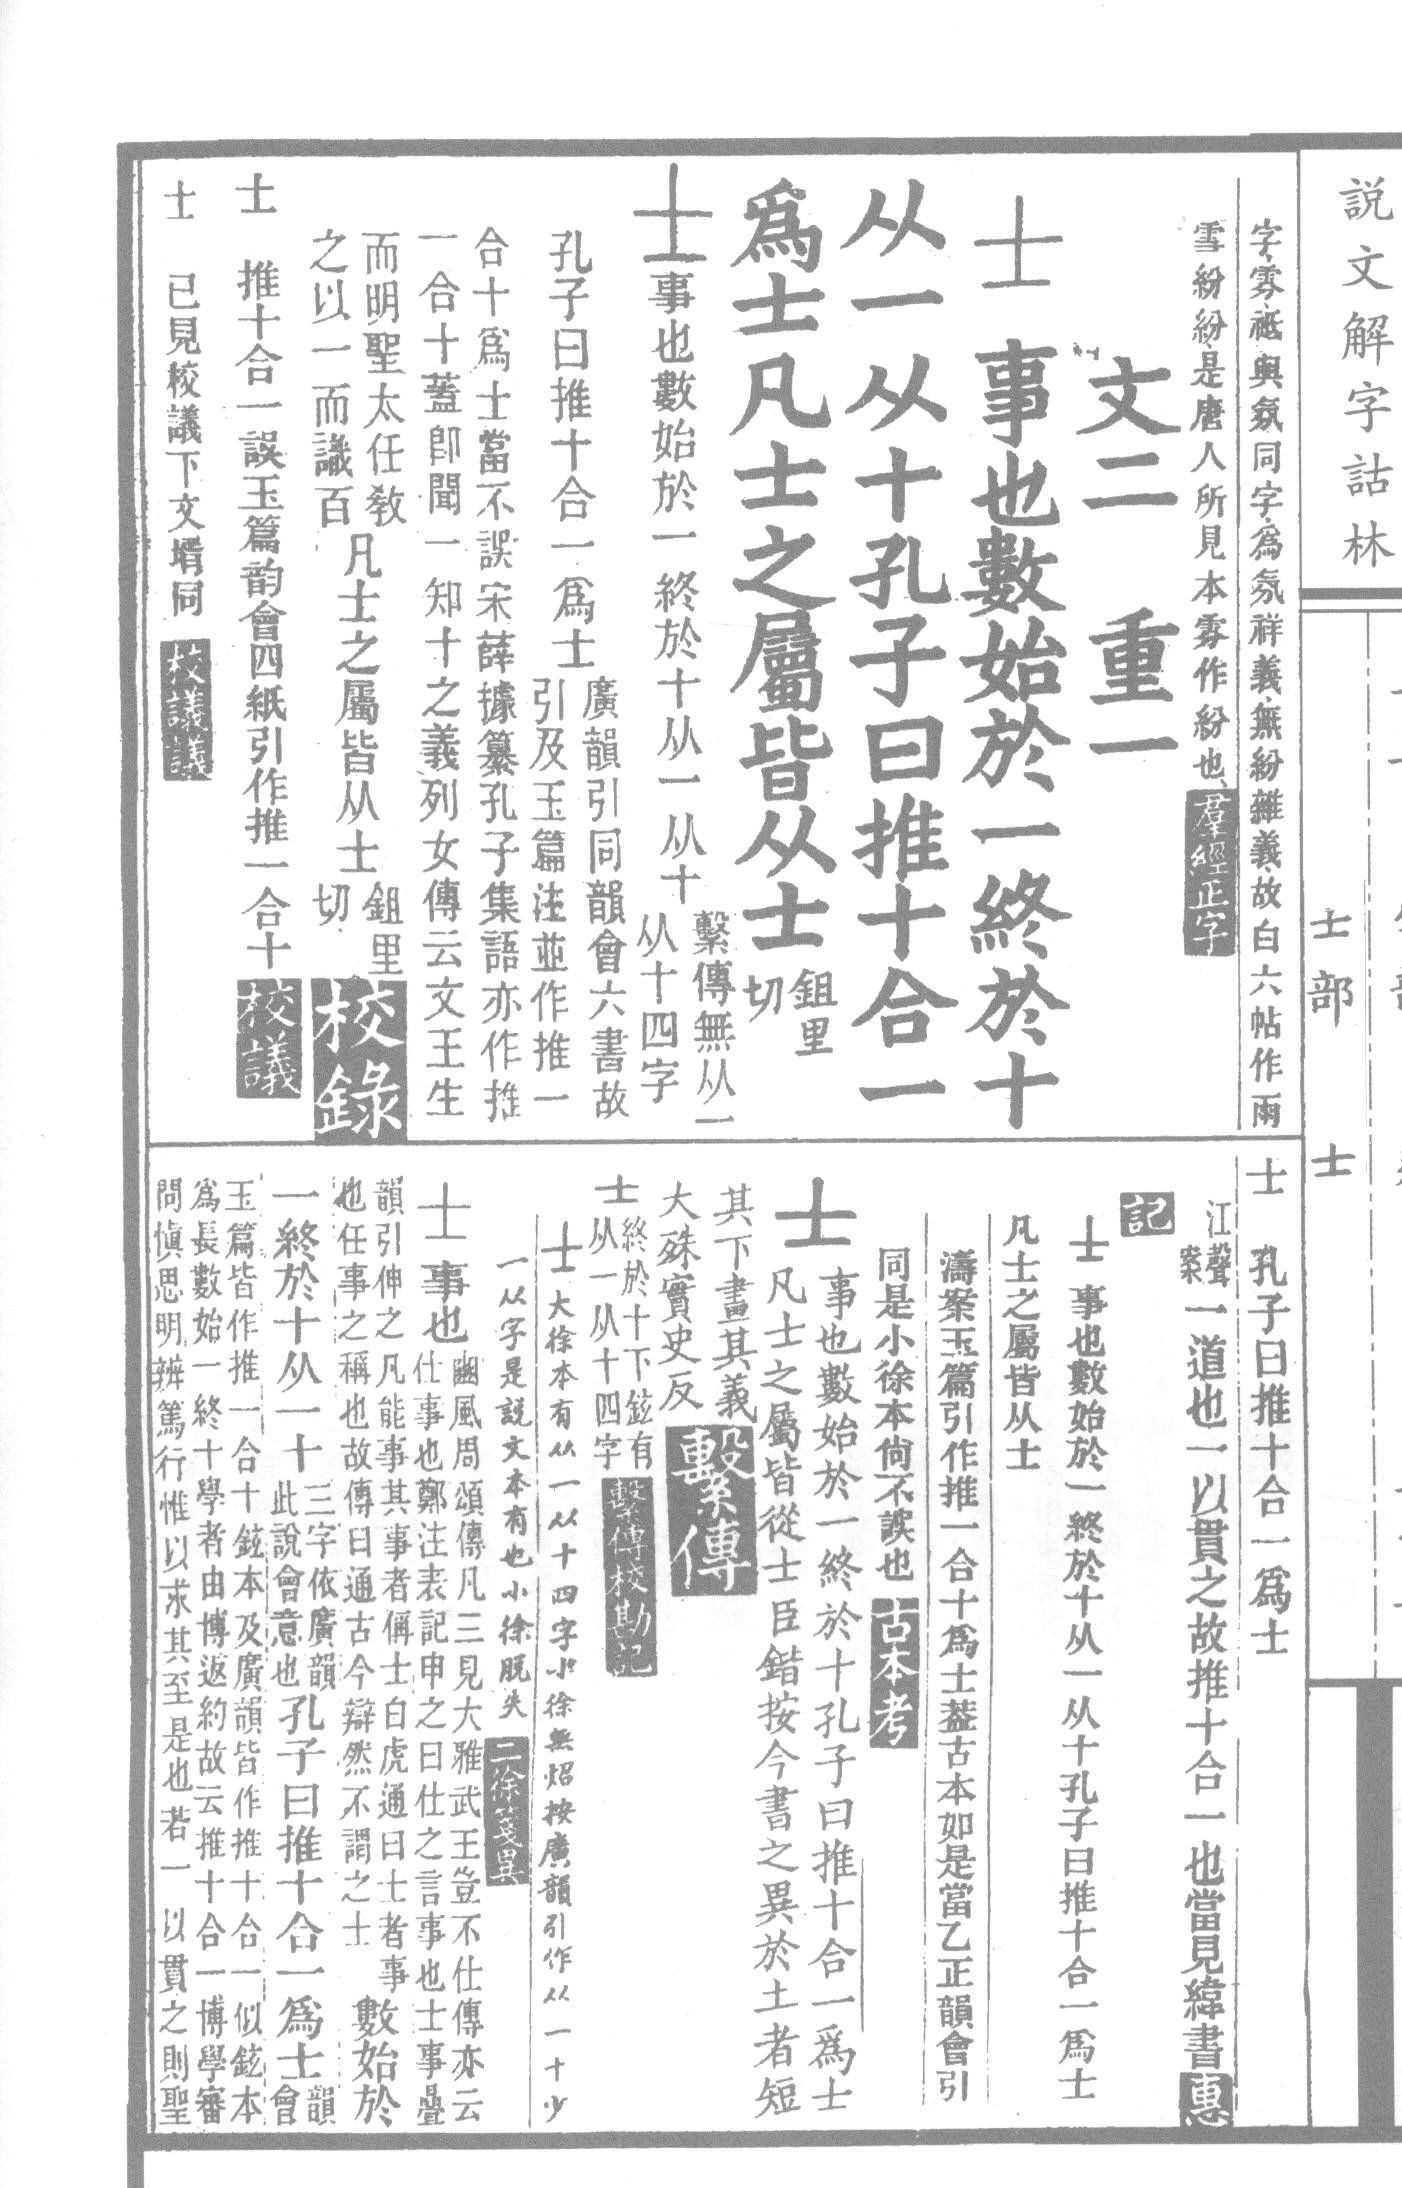 説文解字詁林
士部
士
字雰祗與氛同字爲氛祥義無紛雜義故白六帖作雨
雪紛紛是唐人所見本雰作紛也羣經正字
文二 重一
士 事也數始於一終於十
从一从十孔子曰推十合一
爲士凡士之屬皆从士鉏里
切
士事也數始於一終於十从一从十繫傳無从一
从十四字
孔子曰推十合一爲士廣韻引同韻會六書故
引及玉篇注並作推一
合十爲士當不誤宋薛據纂孔子集語亦作推
一合十蓋卽聞一知十之義列女傳云文王生
而明聖太任敎
之以一而識百凡士之屬皆从士鉏里
切校錄
士 推十合一誤玉篇韵會四紙引作推一合十校議
士 已見校議下文壻同校議議
士 孔子曰推十合一爲士
江聲
案一道也一以貫之故推十合一也當見緯書惠
記
士 事也數始於一終於十从一从十孔子曰推十合一爲士
凡士之屬皆从士
濤案玉篇引作推一合十爲士葢古本如是當乙正韻會引
同是小徐本尙不誤也古本考
士 事也數始於一終於十孔子曰推十合一爲士
凡士之屬皆從士臣鍇按今書之異於土者短
其下畫其義
大殊實史反繫傳
士終於十下鉉有
从一从十四字繫傳校勘記
士大徐本有从一从十四字小徐無炤按廣韻引作从一十少
一从字是説文本有也小徐脱失二徐箋異
士 事也豳風周頌傳凡三見大雅武王豈不仕傳亦云
仕事也鄭注表記申之曰仕之言事也士事疊
韻引伸之凡能事其事者偁士白虎通曰士者事
也任事之稱也故傳曰通古今辯然不謂之士數始於
一終於十从一十三字依廣韻
此説會意也孔子曰推十合一爲士韻
會
玉篇皆作推一合十鉉本及廣韻皆作推十合一似鉉本
爲長數始一終十學者由博返約故云推十合一博學審
問愼思明辨篤行惟以求其至是也若一以貫之則聖